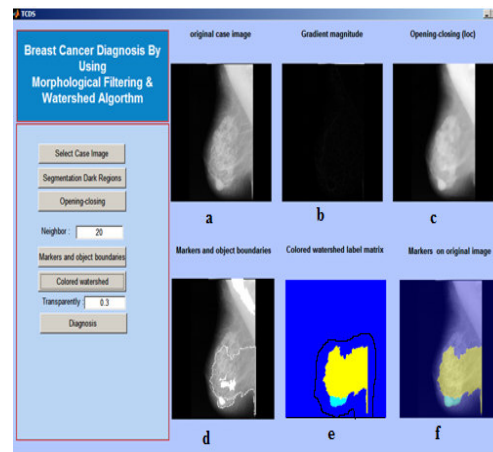 TCDS
Breast Cancer Diagnosis By
Using
Morphological Filtering &
Watershed Algorthm
Select Case Image
Segmentation Dark Regions
Opening-closing
Neighbor : 20
Markers and object boundaries
Colored watershed
Transparently : 0.3
Diagnosis
original case image
Gradient magnitude
Opening-closing (loc)
a
b
c
Markers and object boundaries
Colored watershed label matrix
Markers on original image
d
e
f